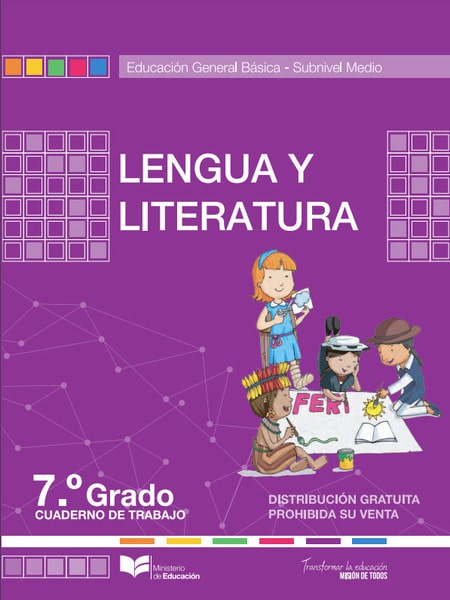 Educación General Básica - Subnivel Medio
LENGUA Y
LITERATURA
FERI
7.º Grado
CUADERNO DE TRABAJO
DISTRIBUCIÓN GRATUITA
PROHIBIDA SU VENTA
Ministerio
de Educación
Transformar la educación
MISIÓN DE TODOS